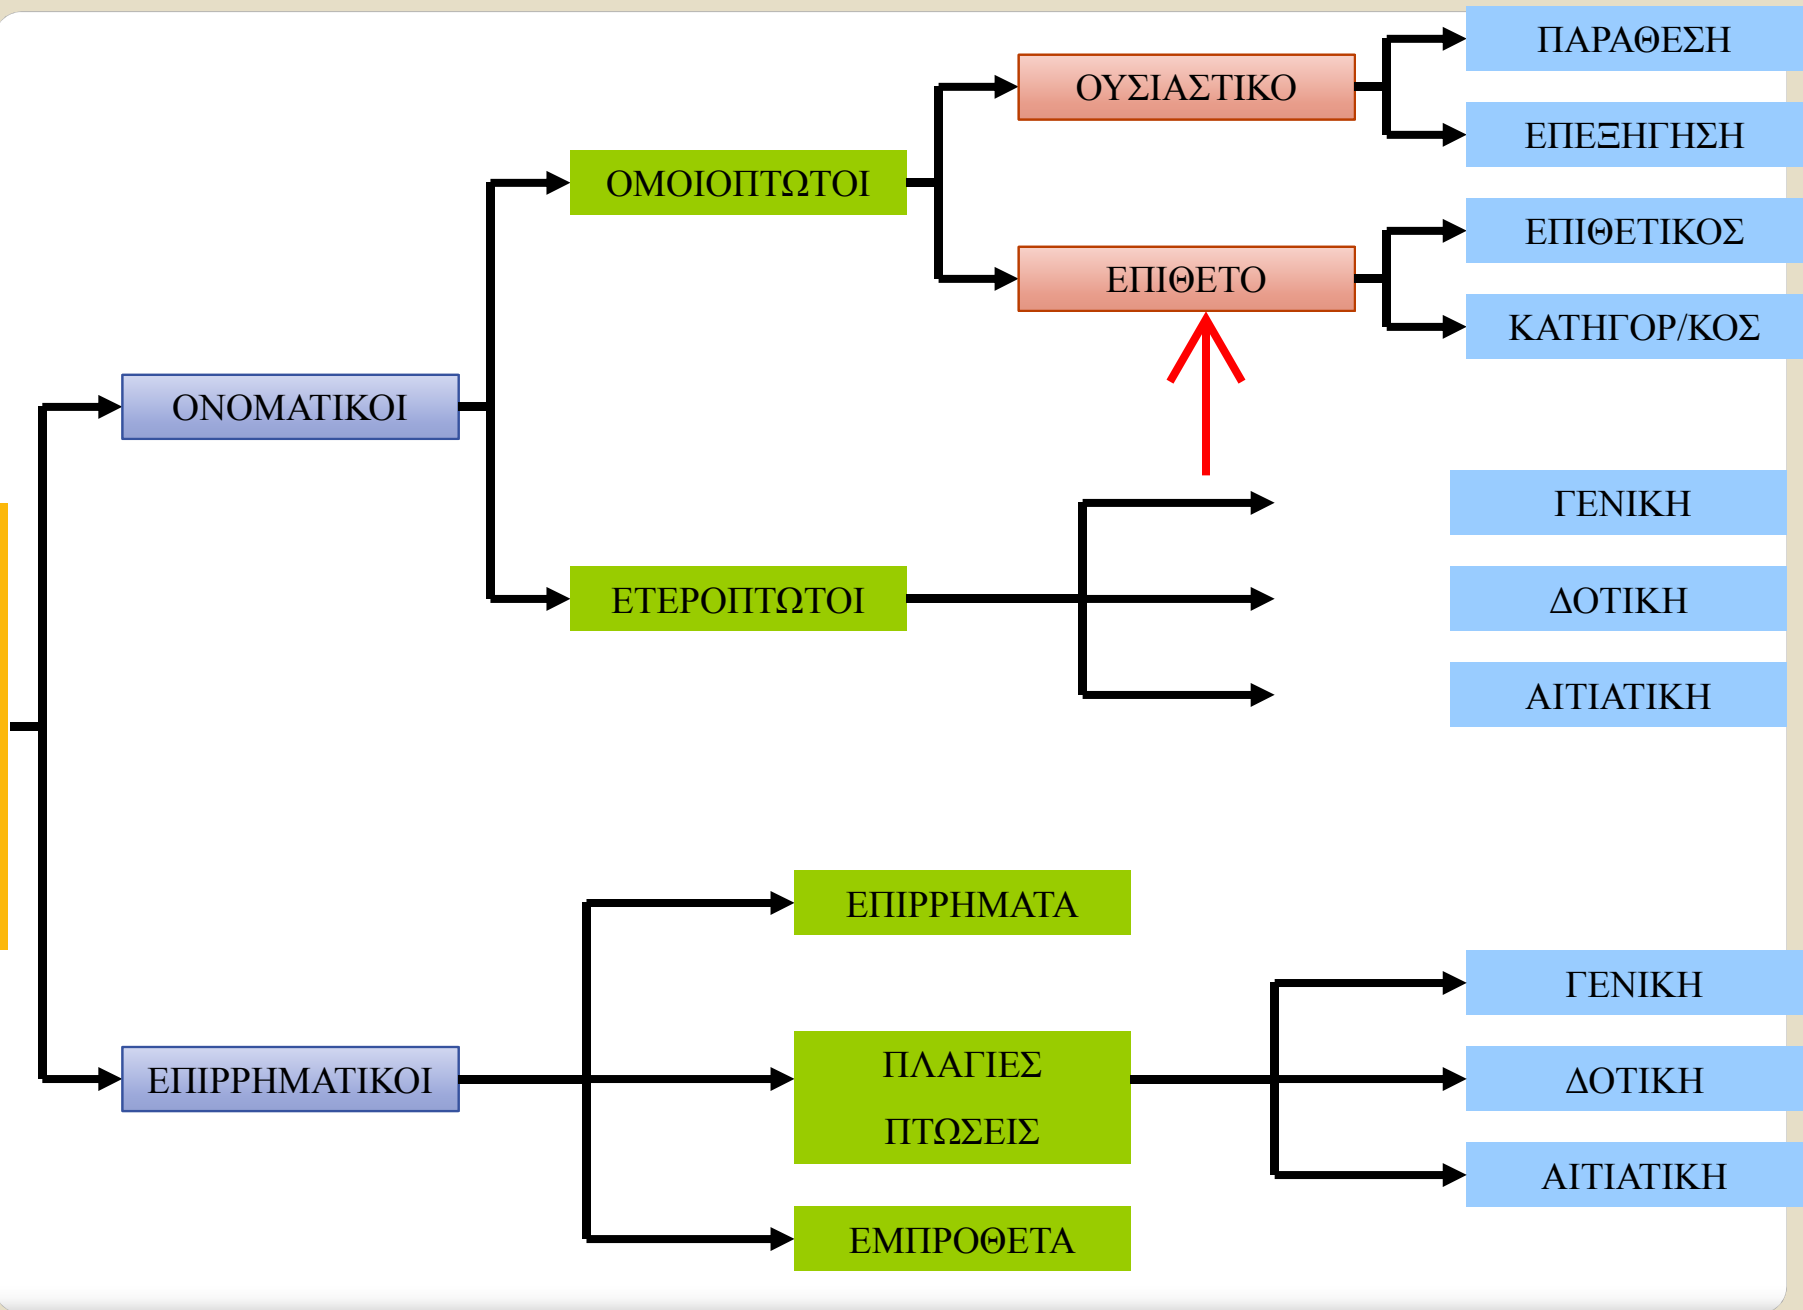 ΠΑΡΑΘΕΣΗ
ΟΥΣΙΑΣΤΙΚΟ
ΕΠΕΞΗΓΗΣΗ
ΟΜΟΙΟΠΤΩΤΟΙ
ΕΠΙΘΕΤΙΚΟΣ
ΕΠΙΘΕΤΟ
ΚΑΤΗΓΟΡ/ΚΟΣ
ΟΝΟΜΑΤΙΚΟΙ
ΓΕΝΙΚΗ
ΕΤΕΡΟΠΤΩΤΟΙ
ΔΟΤΙΚΗ
ΑΙΤΙΑΤΙΚΗ
ΕΠΙΡΡΗΜΑΤΑ
ΓΕΝΙΚΗ
ΕΠΙΡΡΗΜΑΤΙΚΟΙ
ΠΛΑΓΙΕΣ
ΠΤΩΣΕΙΣ
ΔΟΤΙΚΗ
ΑΙΤΙΑΤΙΚΗ
ΕΜΠΡΟΘΕΤΑ